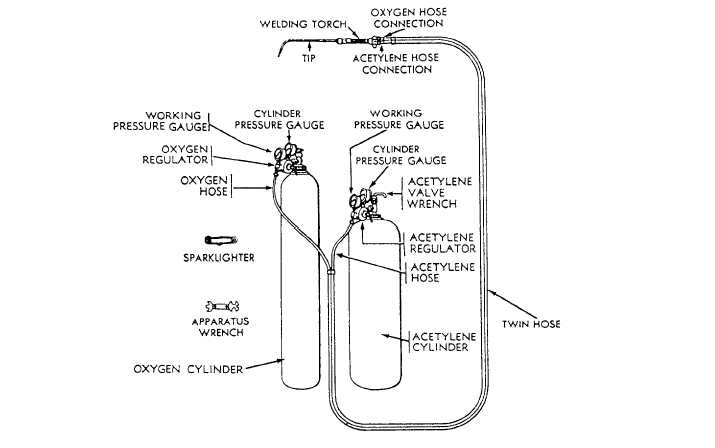 OXYGEN HOSE
CONNECTION
WELDING TORCH
TIP
ACETYLENE HOSE
CONNECTION
WORKING
PRESSURE GAUGE
CYLINDER
PRESSURE GAUGE
WORKING
PRESSURE GAUGE
OXYGEN
REGULATOR
CYLINDER
PRESSURE GAUGE
OXYGEN
HOSE
ACETYLENE
VALVE
WRENCH
ACETYLENE
REGULATOR
SPARKLIGHTER
ACETYLENE
HOSE
APPARATUS
WRENCH
TWIN HOSE
ACETYLENE
CYLINDER
OXYGEN CYLINDER